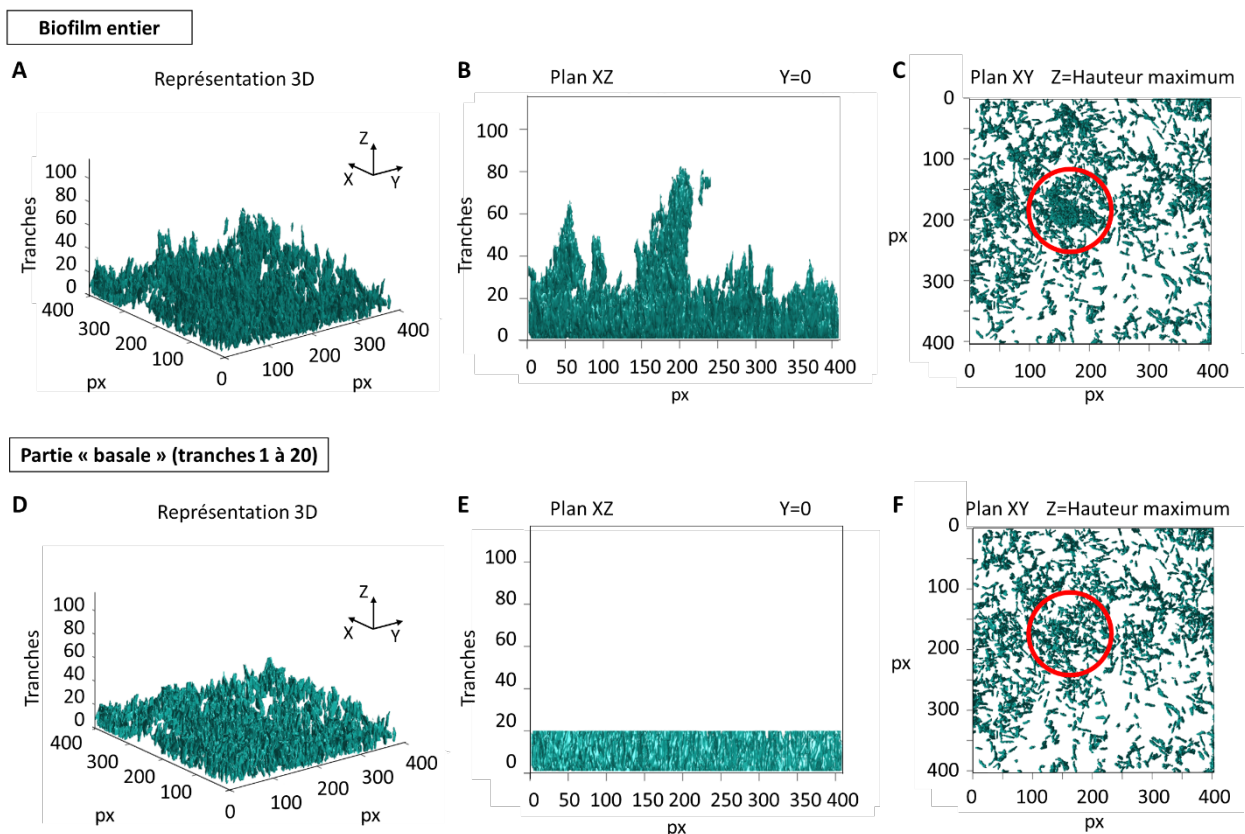 Biofilm entier
A
Représentation 3D
Z
X
Y
Tranches
100
80
60
40
20
0
400
300
200
100
0
100
200
300
400
px
px
B
Plan XZ
Y=0
Tranches
100
80
60
40
20
0
0 50 100 150 200 250 300 350 400
px
C
Plan XY Z=Hauteur maximum
0
100
200
300
400
px
0 100 200 300 400
px
Partie « basale » (tranches 1 à 20)
D
Représentation 3D
Z
X
Y
Tranches
100
80
60
40
20
0
400
300
200
100
0
100
200
300
400
px
px
E
Plan XZ
Y=0
Tranches
100
80
60
40
20
0
0 50 100 150 200 250 300 350 400
px
F
Plan XY Z=Hauteur maximum
0
100
200
300
400
px
0 100 200 300 400
px